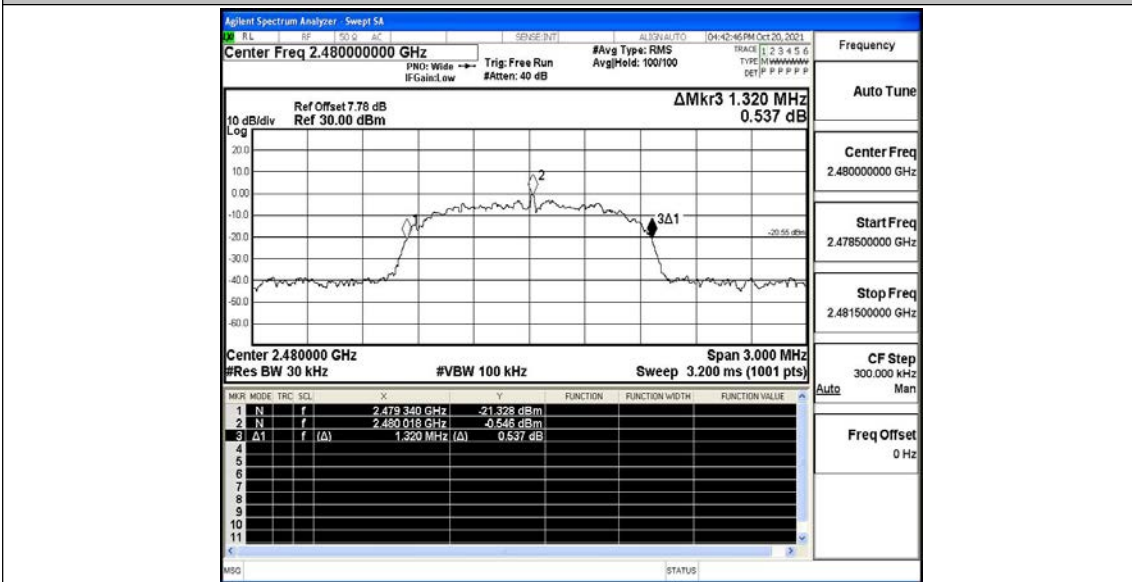 Agilent Spectrum Analyzer - Swept SA
RL RF 50 Ω AC SENSE:INT ALIGNAUTO 04:42:46 PM Oct 20, 2021
Center Freq 2.480000000 GHz
PNO: Wide
IFGain:Low
Trig: Free Run
#Atten: 40 dB
#Avg Type: RMS
Avg|Hold: 100/100
TRACE 1 2 3 4 5 6
TYPE M
DET P P P P P P
Frequency
Auto Tune
Center Freq
2.480000000 GHz
Start Freq
2.478500000 GHz
Stop Freq
2.481500000 GHz
CF Step
300.000 kHz
Auto Man
Freq Offset
0 Hz
ΔMkr3 1.320 MHz
0.537 dB
Ref Offset 7.78 dB
10 dB/div Ref 30.00 dBm
Log
20.0
10.0
0.00
-10.0
-20.0
-30.0
-40.0
-50.0
-60.0
1
2
3Δ1
-20.55 dBm
Center 2.480000 GHz Span 3.000 MHz
#Res BW 30 kHz #VBW 100 kHz Sweep 3.200 ms (1001 pts)
MKR MODE TRC SCL X Y FUNCTION FUNCTION WIDTH FUNCTION VALUE
1 N f 2.479 340 GHz -21.328 dBm
2 N f 2.480 018 GHz -0.546 dBm
3 Δ1 f (Δ) 1.320 MHz (Δ) 0.537 dB
4
5
6
7
8
9
10
11
MSG STATUS